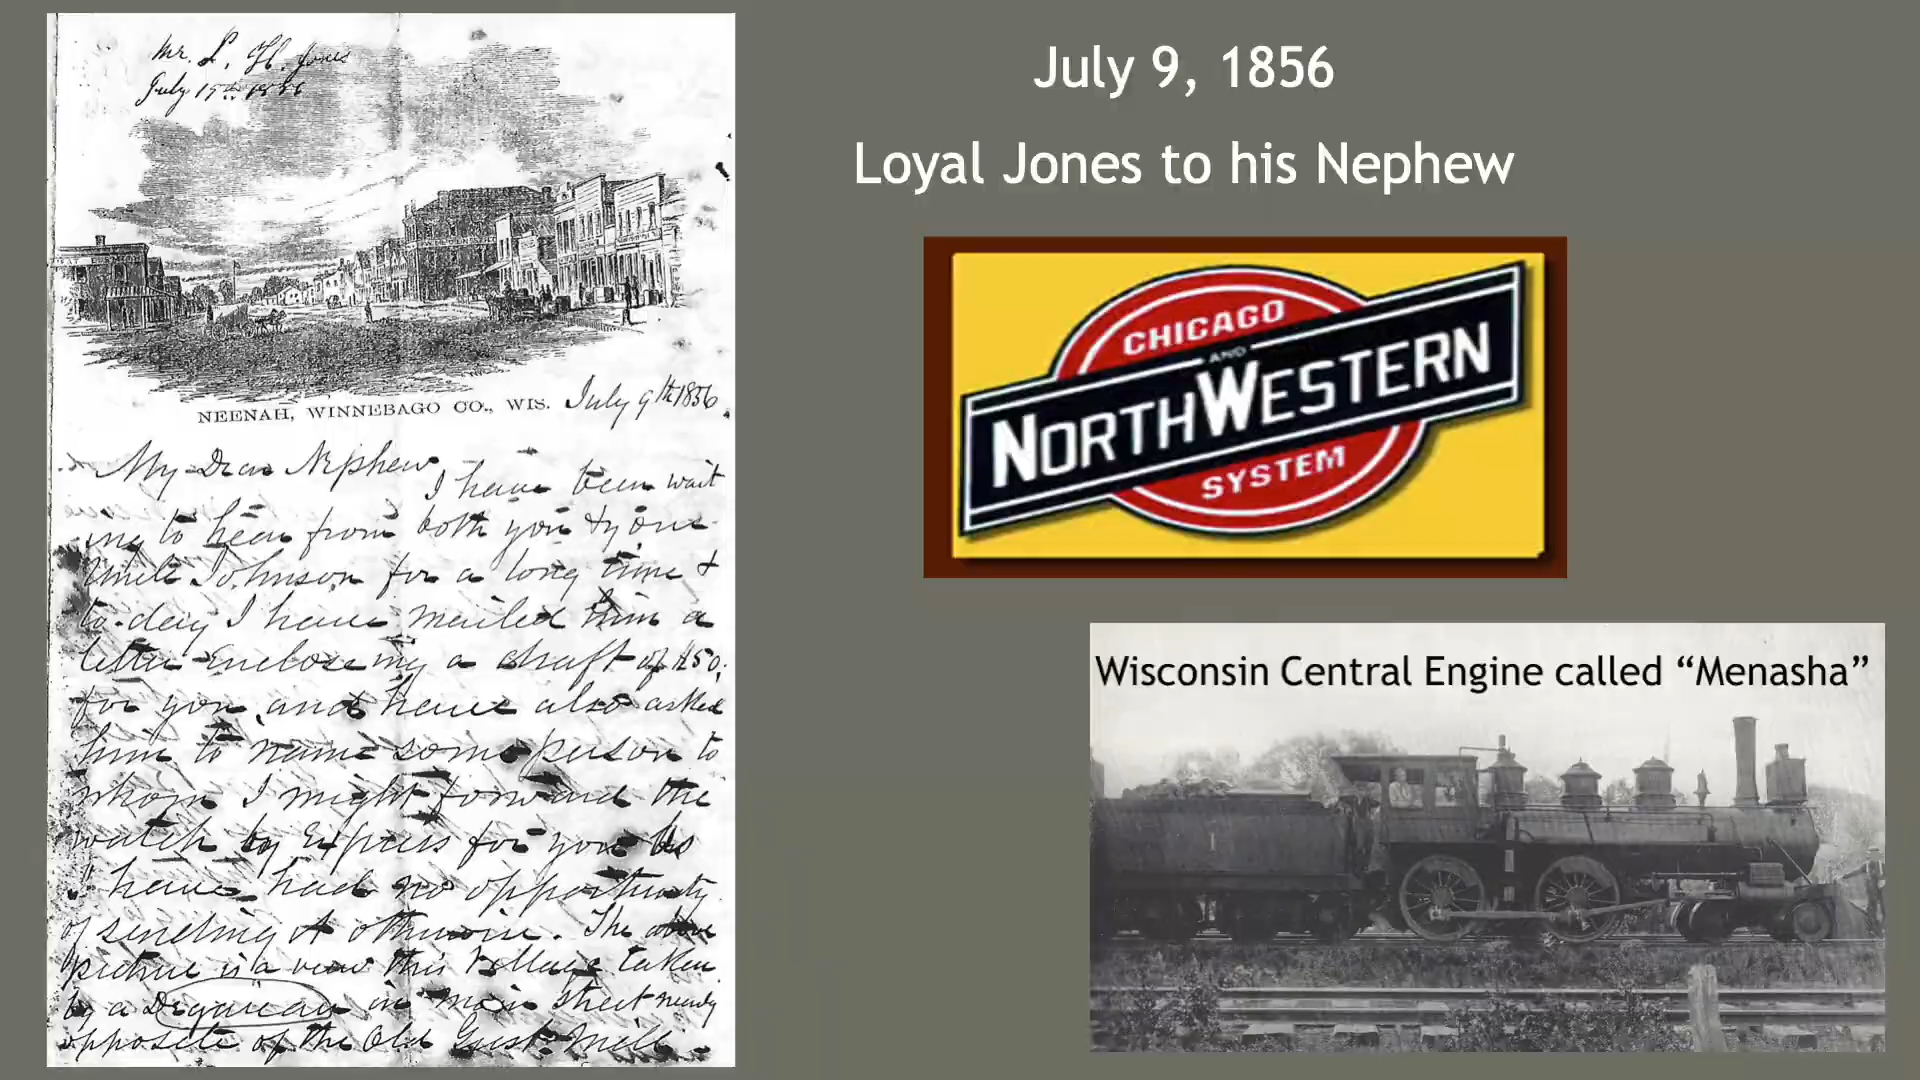 Mr. L. H. Jones
July 15th 1856
NEENAH, WINNEBAGO CO., WIS. July 9th 1856
My Dear Nephew
I have been wait
ing to hear from both you & your
Uncle Johnson for a long time &
to-day I have mailed him a
letter Enclosing a draft of $50.
for you and have also asked
him to name some person to
whom I might forward the
watch by Express for you As
I have had no opportunity
of sending it otherwise. The above
picture is a view this Village taken
by a in main street nearly
opposite of the Old Grist Mill
July 9, 1856
Loyal Jones to his Nephew
CHICAGO
AND
NORTHWESTERN
SYSTEM
Wisconsin Central Engine called “Menasha”